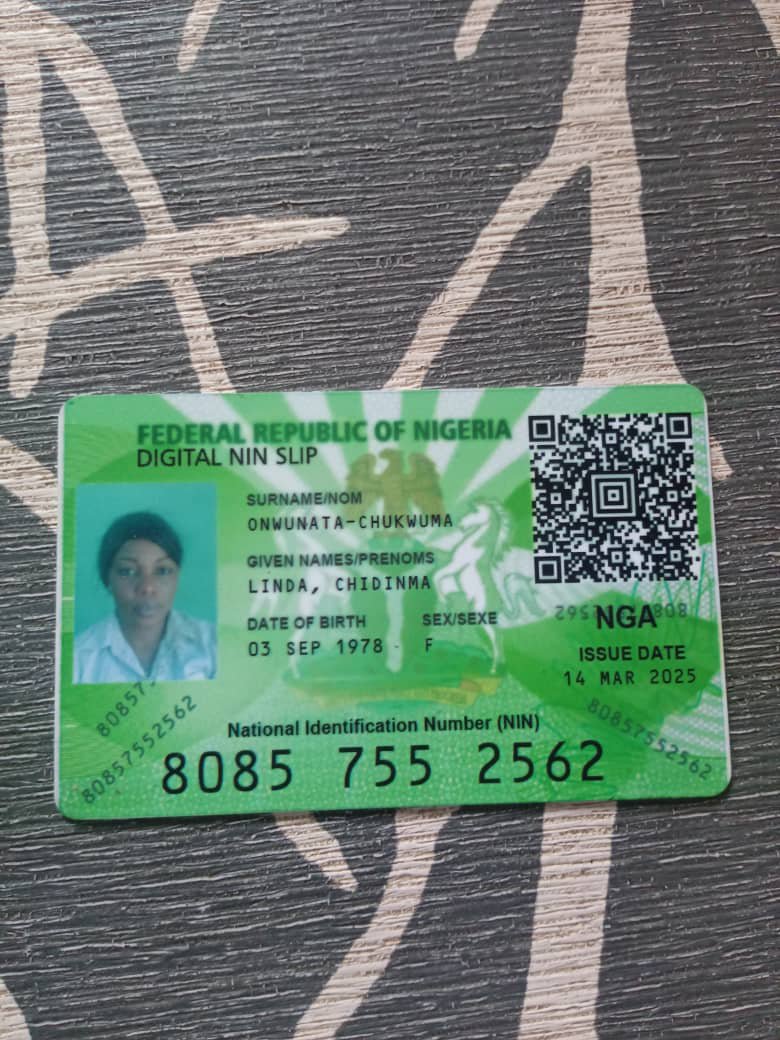 FEDERAL REPUBLIC OF NIGERIA
DIGITAL NIN SLIP
SURNAME/NOM
ONWUNATA-CHUKWUMA
GIVEN NAMES/PRENOMS
LINDA, CHIDINMA
DATE OF BIRTH SEX/SEXE
03 SEP 1978 F
NGA
ISSUE DATE
14 MAR 2025
80857
80857552562
80857552562
National Identification Number (NIN)
8085 755 2562